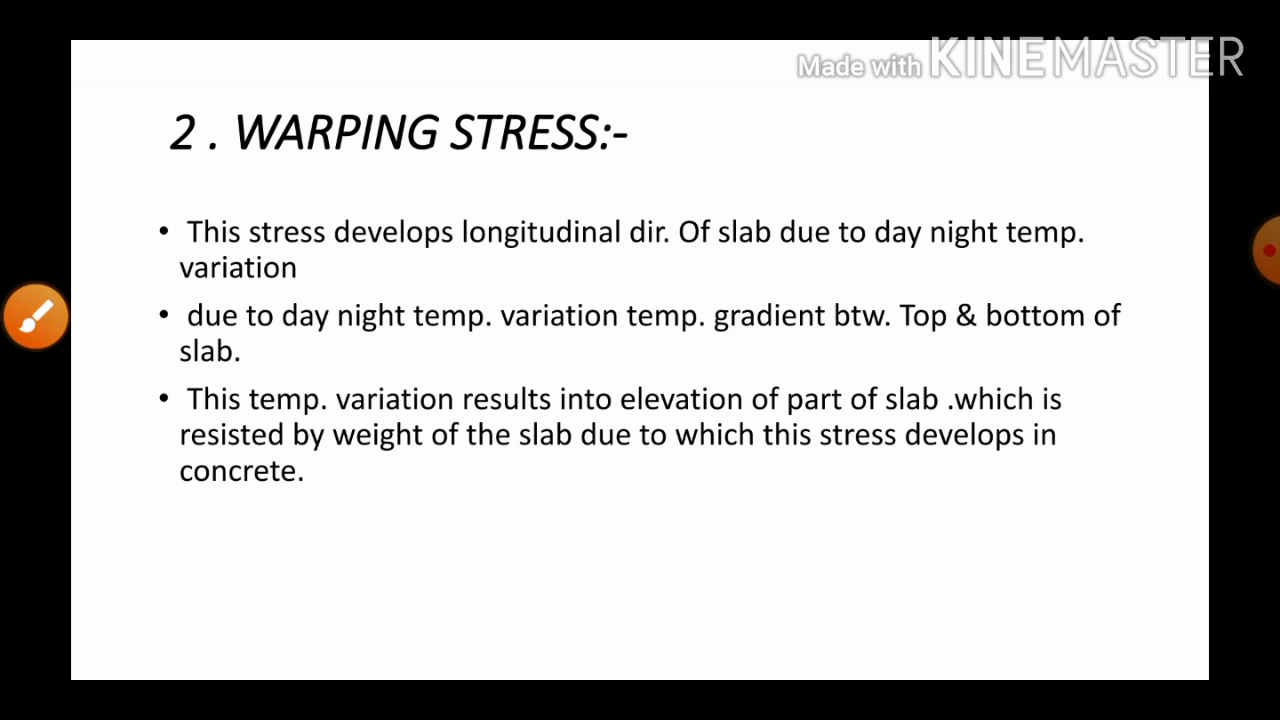 Made with KINEMASTER
2 . WARPING STRESS:-
• This stress develops longitudinal dir. Of slab due to day night temp.
variation
• due to day night temp. variation temp. gradient btw. Top & bottom of
slab.
• This temp. variation results into elevation of part of slab .which is
resisted by weight of the slab due to which this stress develops in
concrete.